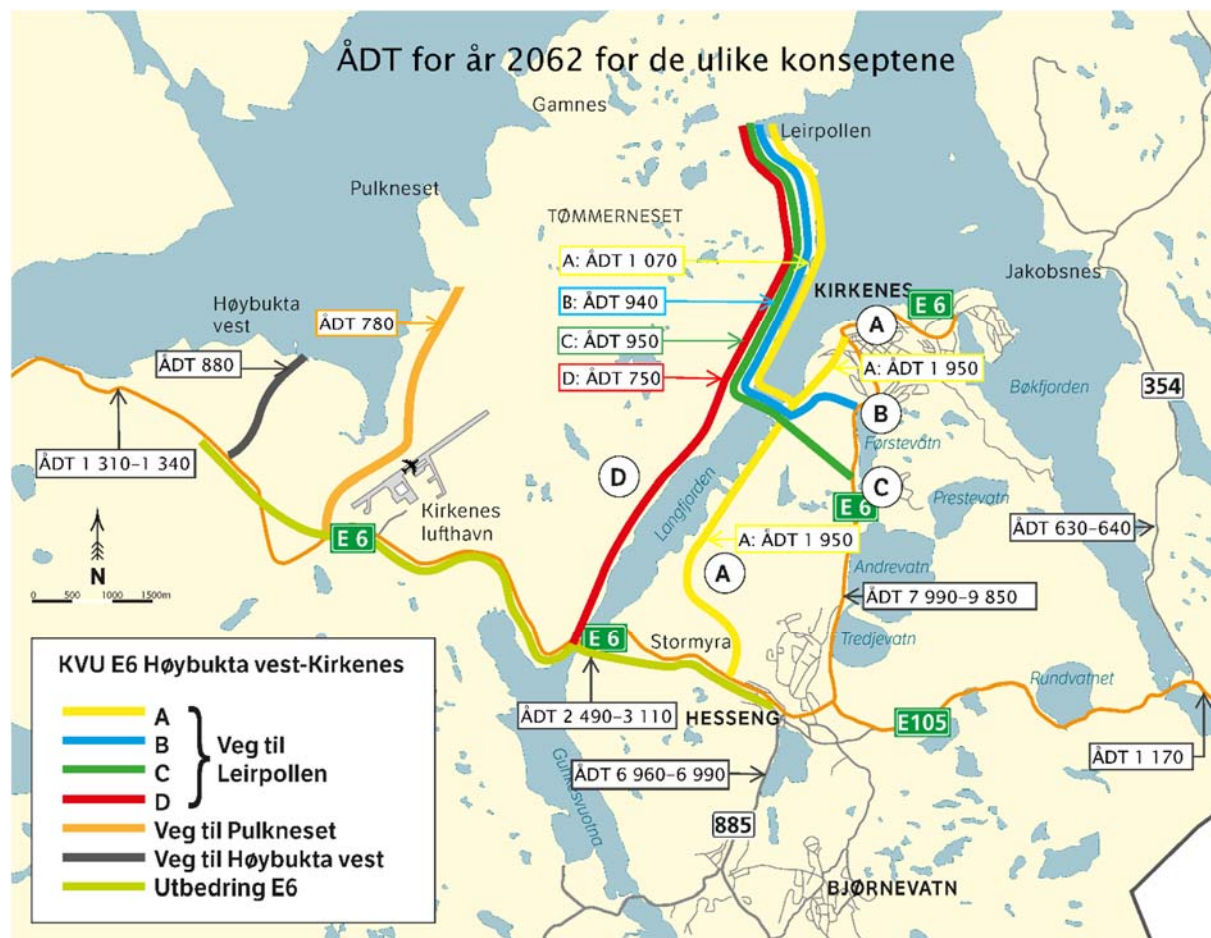 ÅDT for år 2062 for de ulike konseptene
Gamnes
Leirpollen
Pulkneset
TØMMERNESET
A: ÅDT 1 070
Jakobsnes
Høybukta
vest
KIRKENES
E 6
B: ÅDT 940
ÅDT 780
A
C: ÅDT 950
ÅDT 880
A: ÅDT 1 950
D: ÅDT 750
Bøkfjorden
354
B
Førstevatn
ÅDT 1 310–1 340
D
C
Langfjorden
Prestevatn
E 6
Kirkenes
lufthavn
E 6
A: ÅDT 1 950
ÅDT 630–640
N
A
Andrevatn
0 500 1000 1500m
ÅDT 7 990–9 850
E 6
Stormyra
Tredjevatn
KVU E6 Høybukta vest-Kirkenes
Rundvatnet
A
B
C
D
Veg til
Leirpollen
Veg til Pulkneset
Veg til Høybukta vest
Utbedring E6
ÅDT 2 490–3 110
HESSENG
E105
ÅDT 1 170
ÅDT 6 960–6 990
885
BJØRNEVATN